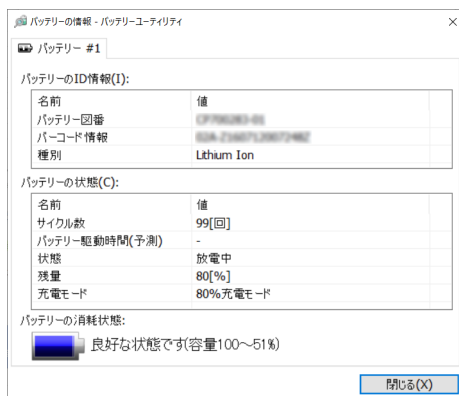 バッテリーの情報 - バッテリーユーティリティ
バッテリー #1
バッテリーのID情報(I):
名前 値
バッテリー図番
バーコード情報
種別 Lithium Ion
バッテリーの状態(C):
名前 値
サイクル数 99[回]
バッテリー駆動時間(予測) -
状態 放電中
残量 80[%]
充電モード 80%充電モード
バッテリーの消耗状態:
良好な状態です(容量100～51%)
閉じる(X)